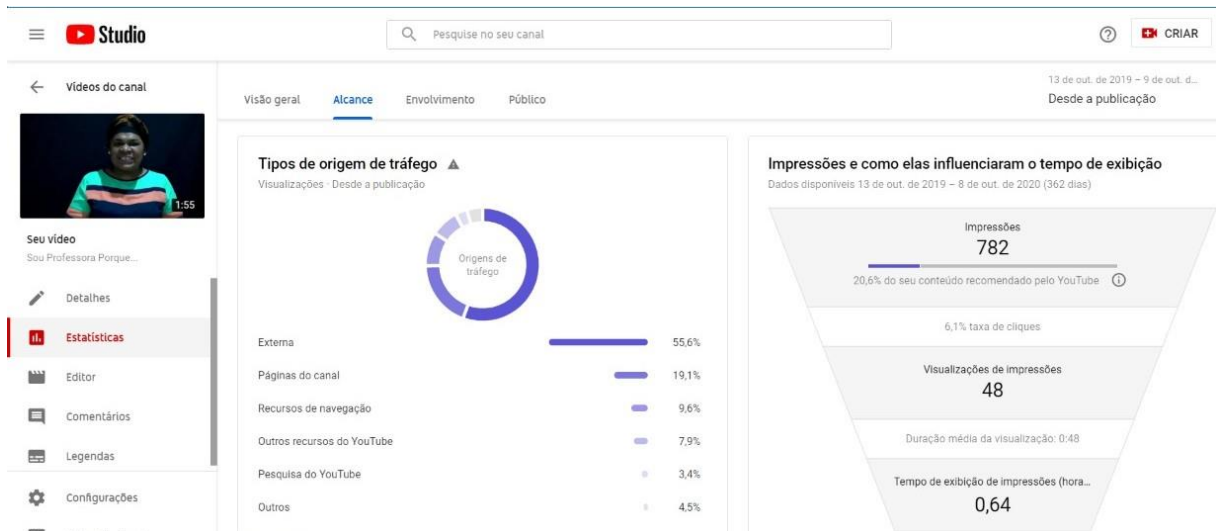 Studio
Pesquise no seu canal
CRIAR
Vídeos do canal
1:55
Seu vídeo
Sou Professora Porque...
Detalhes
Estatísticas
Editor
Comentários
Legendas
Configurações
Visão geral Alcance Envolvimento Público
13 de out. de 2019 – 9 de out. d...
Desde a publicação
Tipos de origem de tráfego
Visualizações · Desde a publicação
Origens de
tráfego
Externa 55,6%
Páginas do canal 19,1%
Recursos de navegação 9,6%
Outros recursos do YouTube 7,9%
Pesquisa do YouTube 3,4%
Outros 4,5%
Impressões e como elas influenciaram o tempo de exibição
Dados disponíveis 13 de out. de 2019 – 8 de out. de 2020 (362 dias)
Impressões
782
20,6% do seu conteúdo recomendado pelo YouTube
6,1% taxa de cliques
Visualizações de impressões
48
Duração média da visualização: 0:48
Tempo de exibição de impressões (hora...
0,64